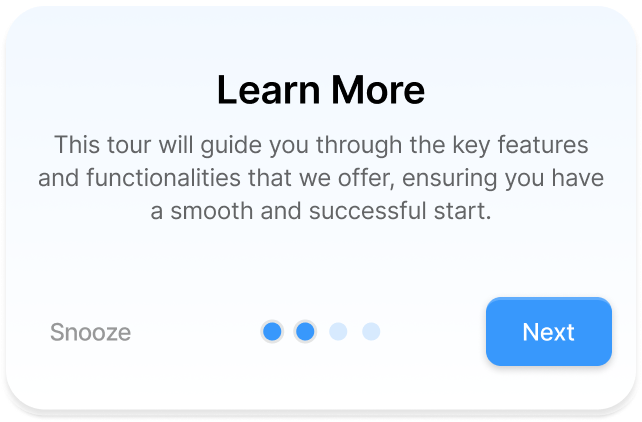 Learn More
This tour will guide you through the key features
and functionalities that we offer, ensuring you have
a smooth and successful start.
Snooze
Next